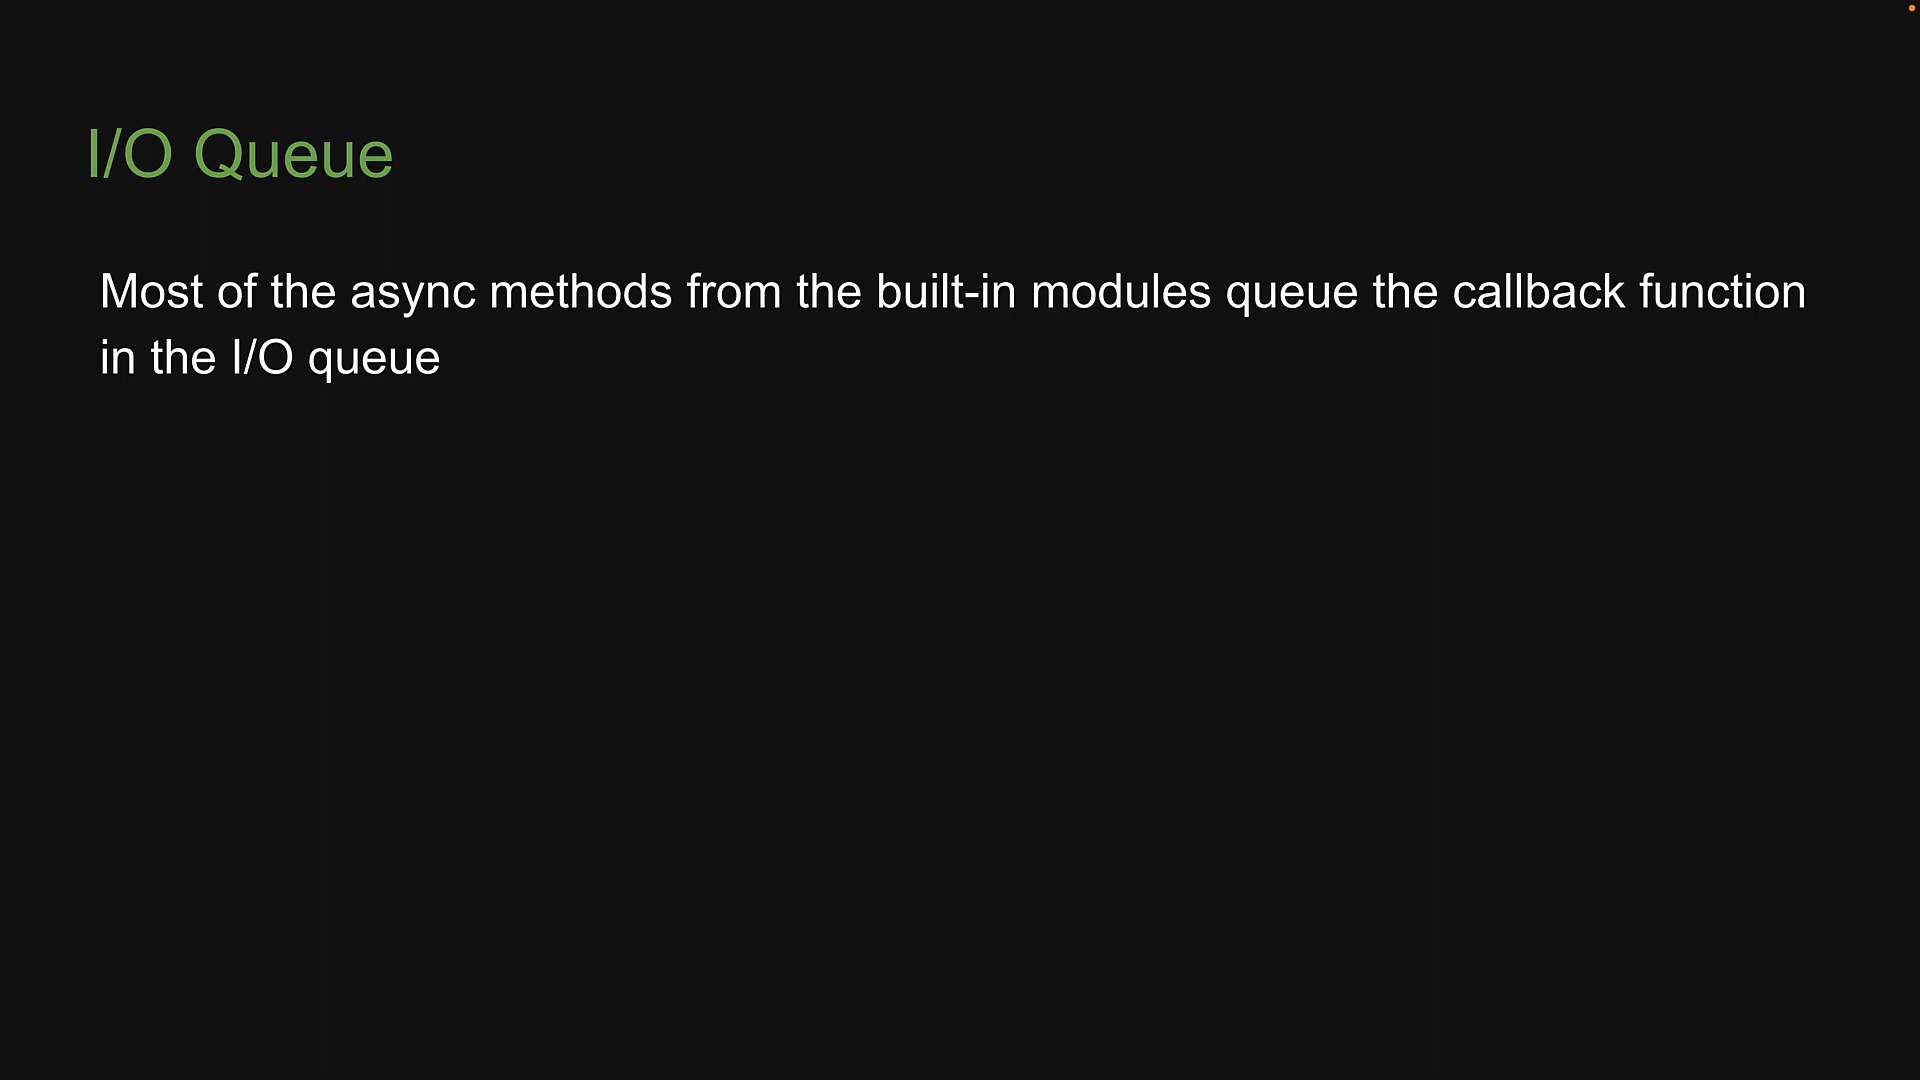 I/O Queue
Most of the async methods from the built-in modules queue the callback function
in the I/O queue